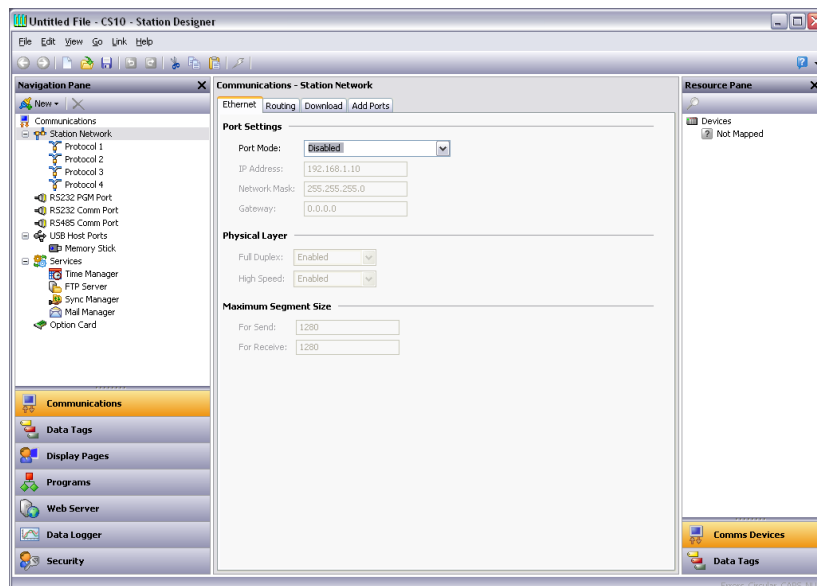 Untitled File - CS10 - Station Designer
File Edit View Go Link Help
Navigation Pane
New
Communications
Station Network
Protocol 1
Protocol 2
Protocol 3
Protocol 4
RS232 PGM Port
RS232 Comm Port
RS485 Comm Port
USB Host Ports
Memory Stick
Services
Time Manager
FTP Server
Sync Manager
Mail Manager
Option Card
Communications
Data Tags
Display Pages
Programs
Web Server
Data Logger
Security
Communications - Station Network
Ethernet Routing Download Add Ports
Port Settings
Port Mode: Disabled
IP Address: 192.168.1.10
Network Mask: 255.255.255.0
Gateway: 0.0.0.0
Physical Layer
Full Duplex: Enabled
High Speed: Enabled
Maximum Segment Size
For Send: 1280
For Receive: 1280
Resource Pane
Devices
Not Mapped
Comms Devices
Data Tags